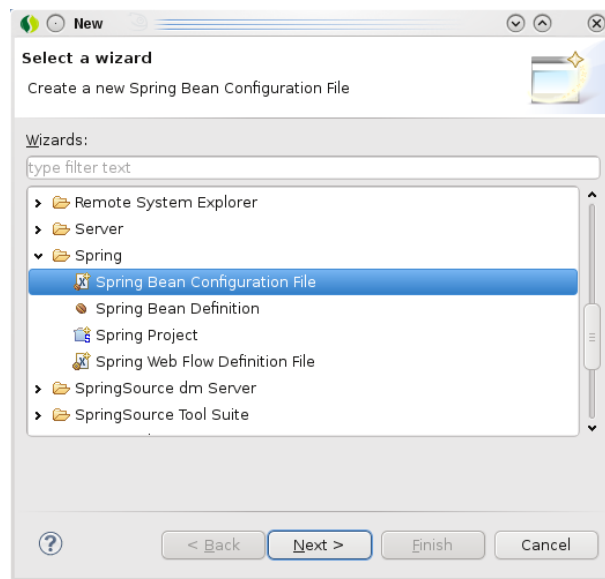 New
Select a wizard
Create a new Spring Bean Configuration File
Wizards:
type filter text
Remote System Explorer
Server
Spring
Spring Bean Configuration File
Spring Bean Definition
Spring Project
Spring Web Flow Definition File
SpringSource dm Server
SpringSource Tool Suite
< Back Next > Finish Cancel